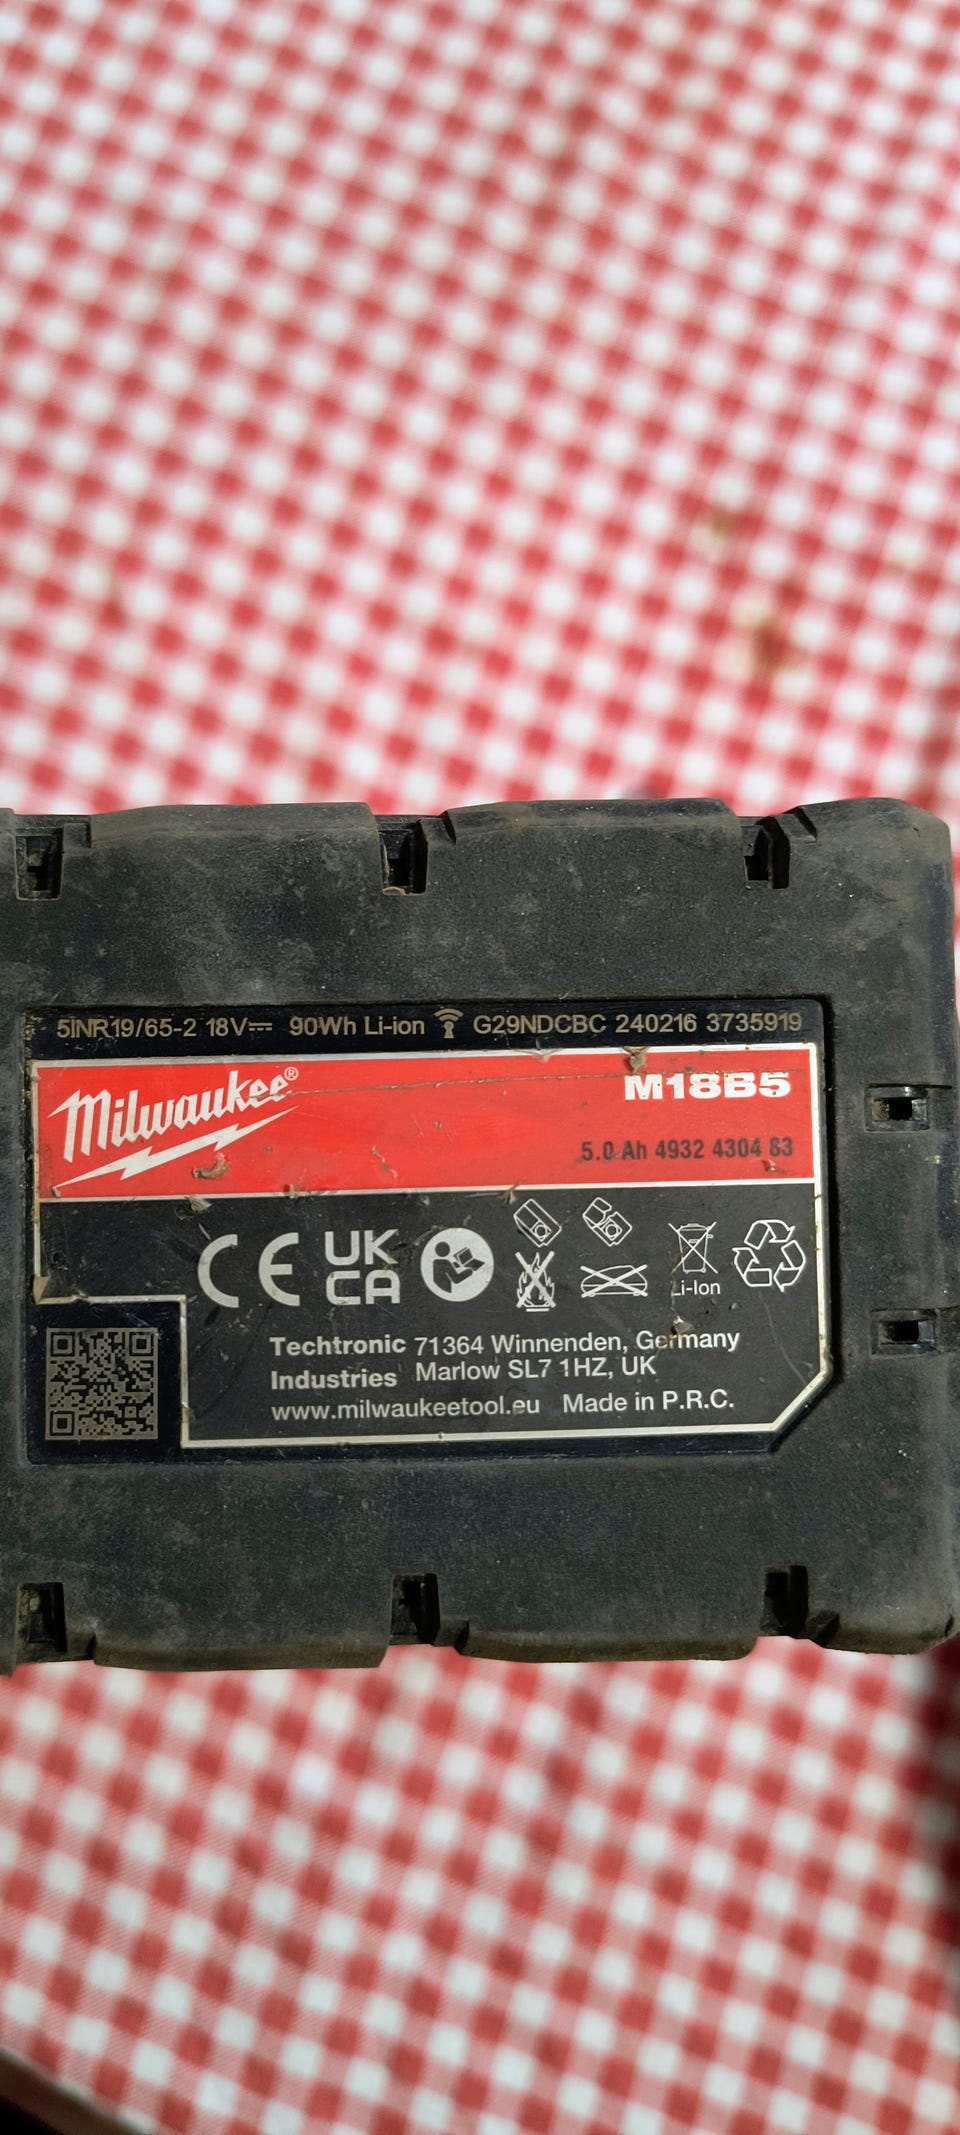 5INR19/65-2 18V⎓ 90Wh Li-ion G29NDCBC 240216 3735919
Milwaukee®
M18B5
5.0 Ah 4932 4304 83
CE UK CA
Li-Ion
Techtronic Industries
71364 Winnenden, Germany
Marlow SL7 1HZ, UK
www.milwaukeetool.eu Made in P.R.C.